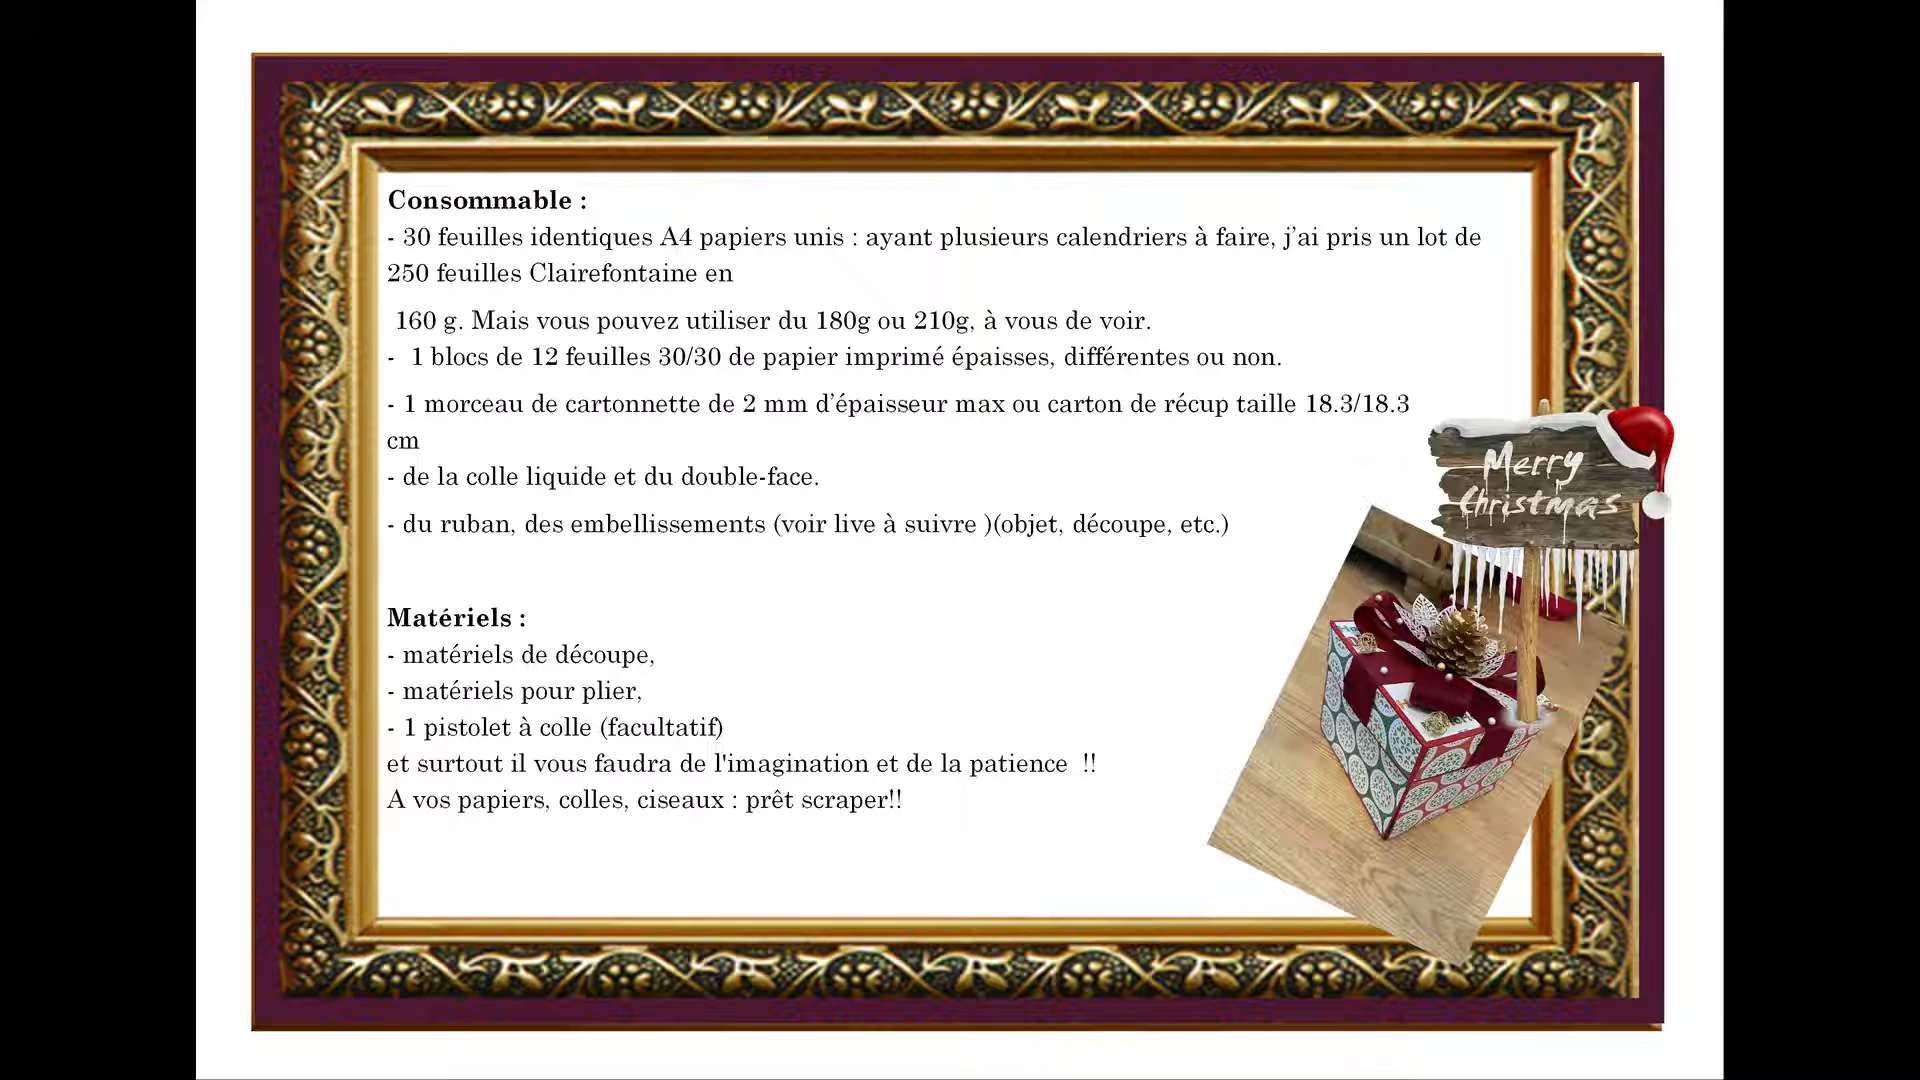 Consommable :
- 30 feuilles identiques A4 papiers unis : ayant plusieurs calendriers à faire, j’ai pris un lot de
250 feuilles Clairefontaine en
160 g. Mais vous pouvez utiliser du 180g ou 210g, à vous de voir.
-  1 blocs de 12 feuilles 30/30 de papier imprimé épaisses, différentes ou non.
- 1 morceau de cartonnette de 2 mm d’épaisseur max ou carton de récup taille 18.3/18.3
cm
- de la colle liquide et du double-face.
- du ruban, des embellissements (voir live à suivre )(objet, découpe, etc.)
Matériels :
- matériels de découpe,
- matériels pour plier,
- 1 pistolet à colle (facultatif)
et surtout il vous faudra de l'imagination et de la patience  !!
A vos papiers, colles, ciseaux : prêt scraper!!
Merry
Christmas